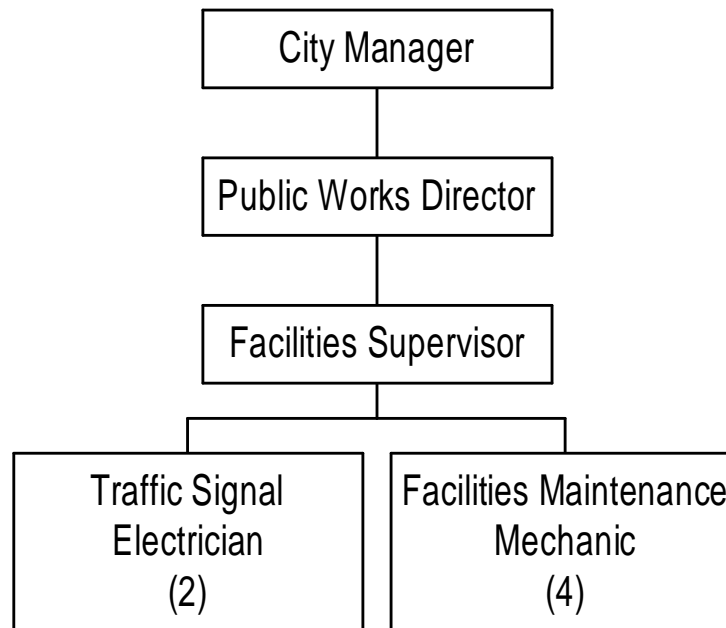 City Manager
Public Works Director
Facilities Supervisor
Traffic Signal
Electrician
(2)
Facilities Maintenance
Mechanic
(4)